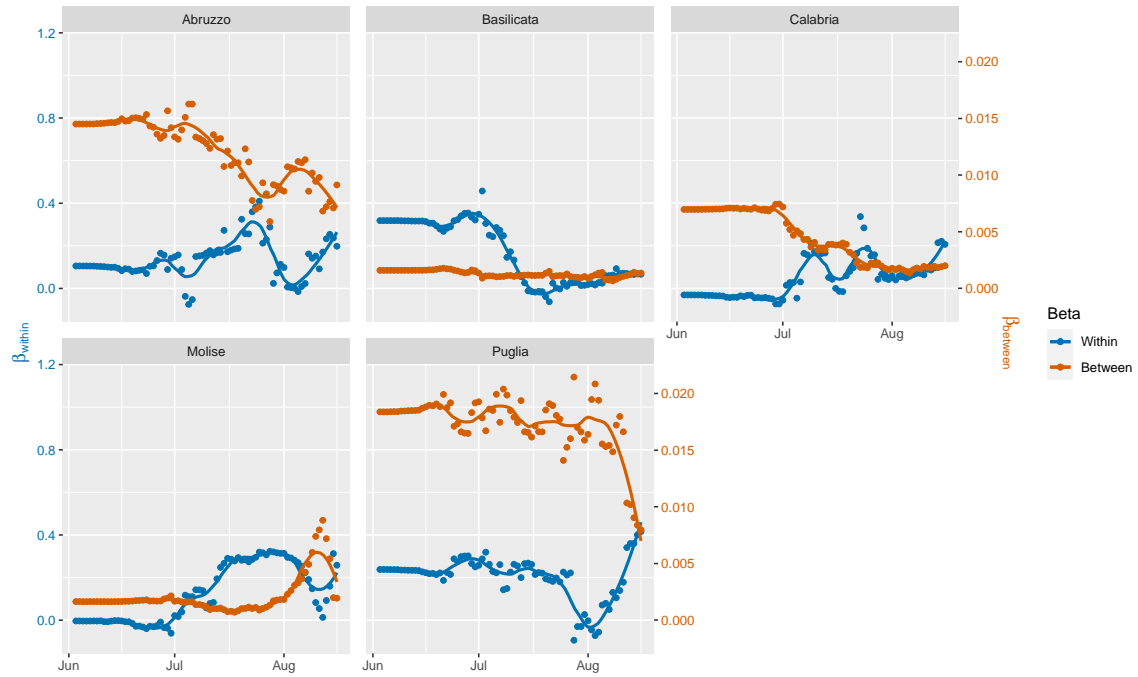 Abruzzo Basilicata Calabria
1.2
0.8
0.4
0.0
0.020
0.015
0.010
0.005
0.000
Jun Jul Aug
βwithin
βbetween
Beta
Within
Between
Molise Puglia
1.2
0.8
0.4
0.0
0.020
0.015
0.010
0.005
0.000
Jun Jul Aug Jun Jul Aug